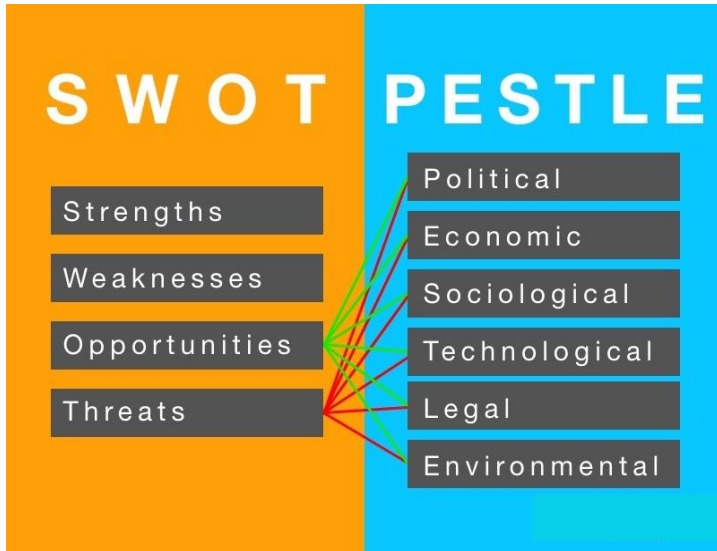 SWOT
Strengths
Weaknesses
Opportunities
Threats
PESTLE
Political
Economic
Sociological
Technological
Legal
Environmental